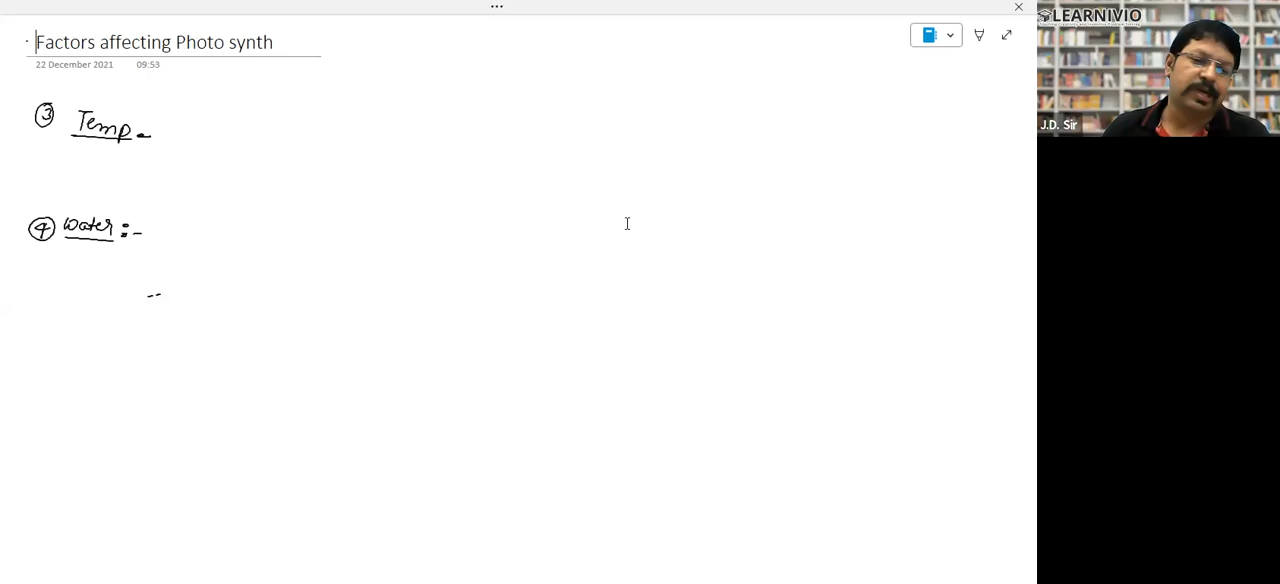 LEARNIVIO
Factors affecting Photo synth
22 December 2021 09:53
③ Temp -
④ Water :-
J.D. Sir